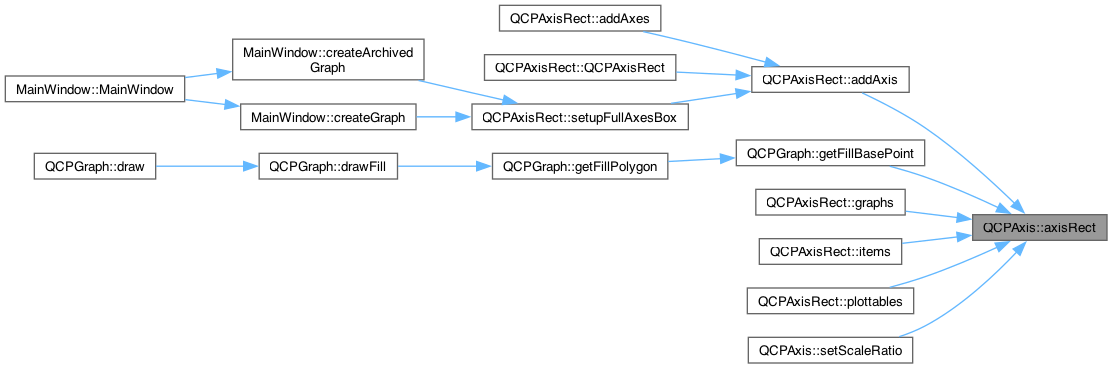 QCPAxisRect::addAxes
MainWindow::createArchived
Graph
QCPAxisRect::QCPAxisRect
QCPAxisRect::addAxis
MainWindow::MainWindow
MainWindow::createGraph
QCPAxisRect::setupFullAxesBox
QCPGraph::getFillBasePoint
QCPGraph::draw
QCPGraph::drawFill
QCPGraph::getFillPolygon
QCPAxisRect::graphs
QCPAxis::axisRect
QCPAxisRect::items
QCPAxisRect::plottables
QCPAxis::setScaleRatio